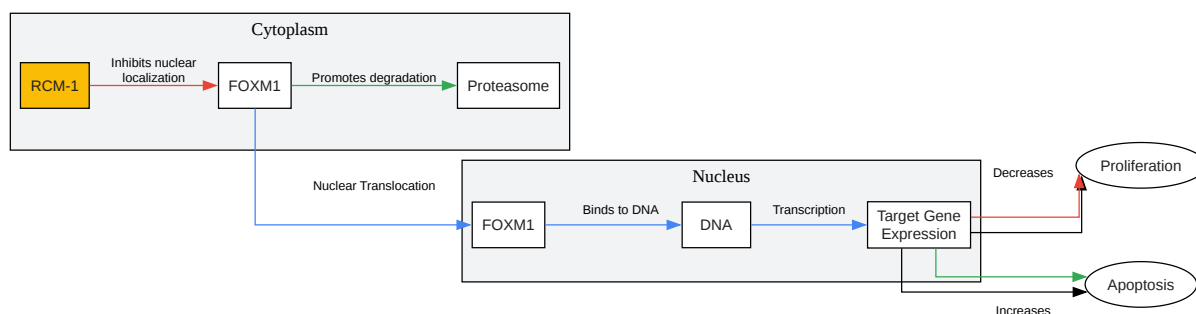 Cytoplasm
RCM-1
Inhibits nuclear
localization
FOXM1
Promotes degradation
Proteasome
Nuclear Translocation
Nucleus
FOXM1
Binds to DNA
DNA
Transcription
Target Gene
Expression
Decreases
Proliferation
Apoptosis
Increases